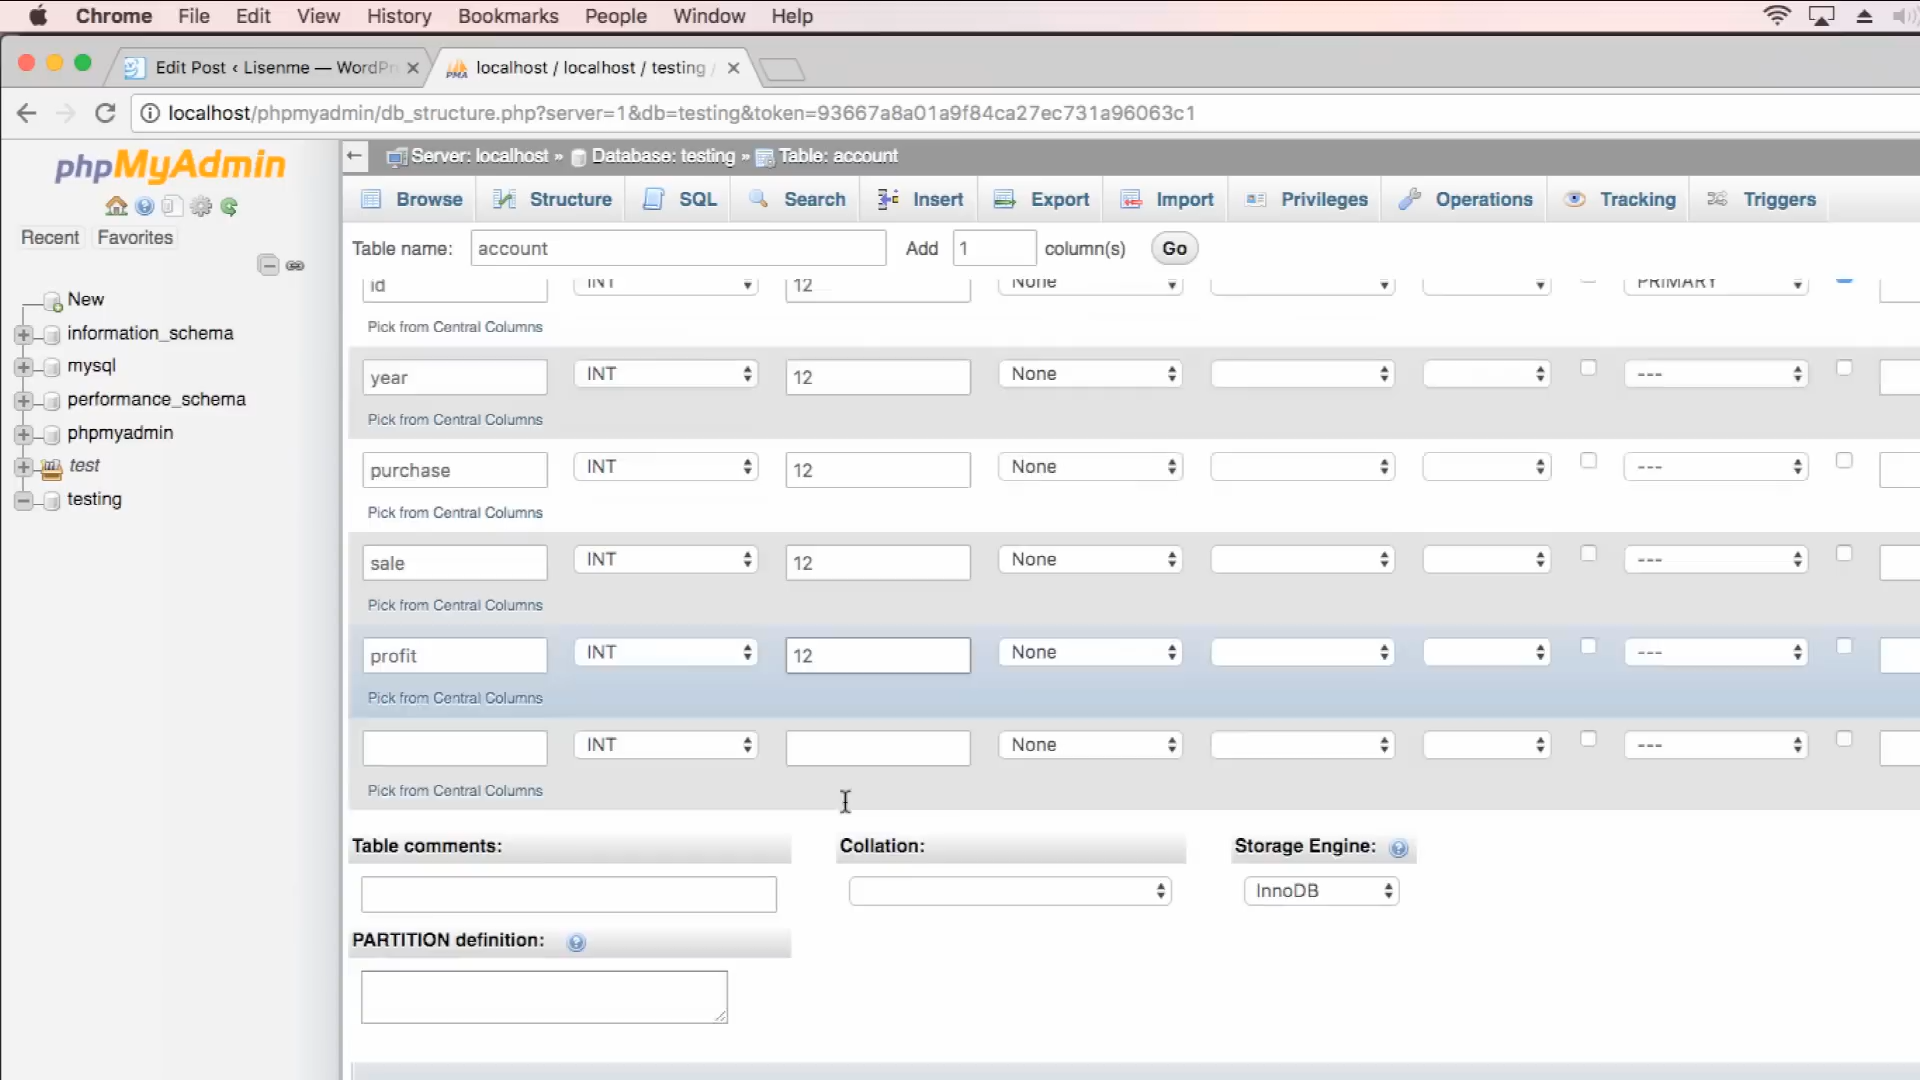 Chrome File Edit View History Bookmarks People Window Help
Edit Post ‹ Lisenme — WordPr
localhost / localhost / testing /
localhost/phpmyadmin/db_structure.php?server=1&db=testing&token=93667a8a01a9f84ca27ec731a96063c1
phpMyAdmin
Server: localhost » Database: testing » Table: account
Browse Structure SQL Search Insert Export Import Privileges Operations Tracking Triggers
Recent Favorites
Table name: account Add 1 column(s) Go
New
information_schema
mysql
performance_schema
phpmyadmin
test
testing
id INT 12 None PRIMARY
Pick from Central Columns
year INT 12 None ---
Pick from Central Columns
purchase INT 12 None ---
Pick from Central Columns
sale INT 12 None ---
Pick from Central Columns
profit INT 12 None ---
Pick from Central Columns
INT None ---
Pick from Central Columns
Table comments: Collation: Storage Engine:
InnoDB
PARTITION definition: